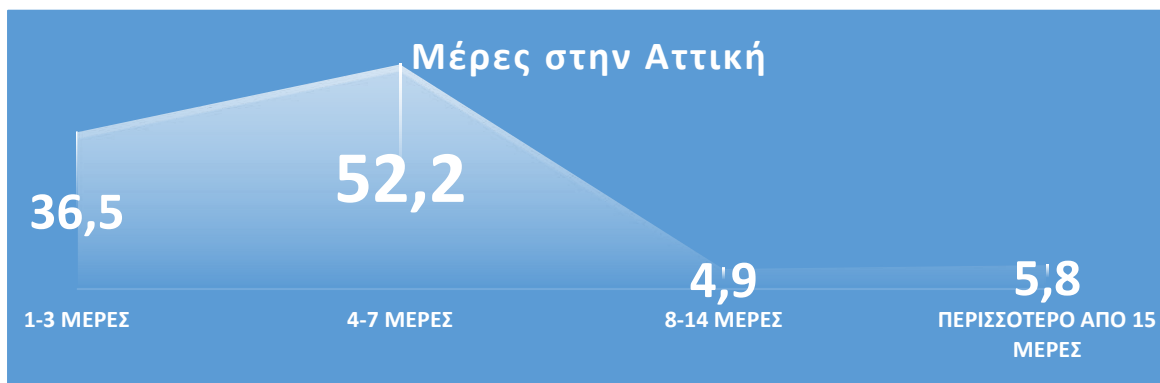 Μέρες στην Αττική
36,5
52,2
4,9
5,8
1-3 ΜΕΡΕΣ
4-7 ΜΕΡΕΣ
8-14 ΜΕΡΕΣ
ΠΕΡΙΣΣΟΤΕΡΟ ΑΠΟ 15
ΜΕΡΕΣ